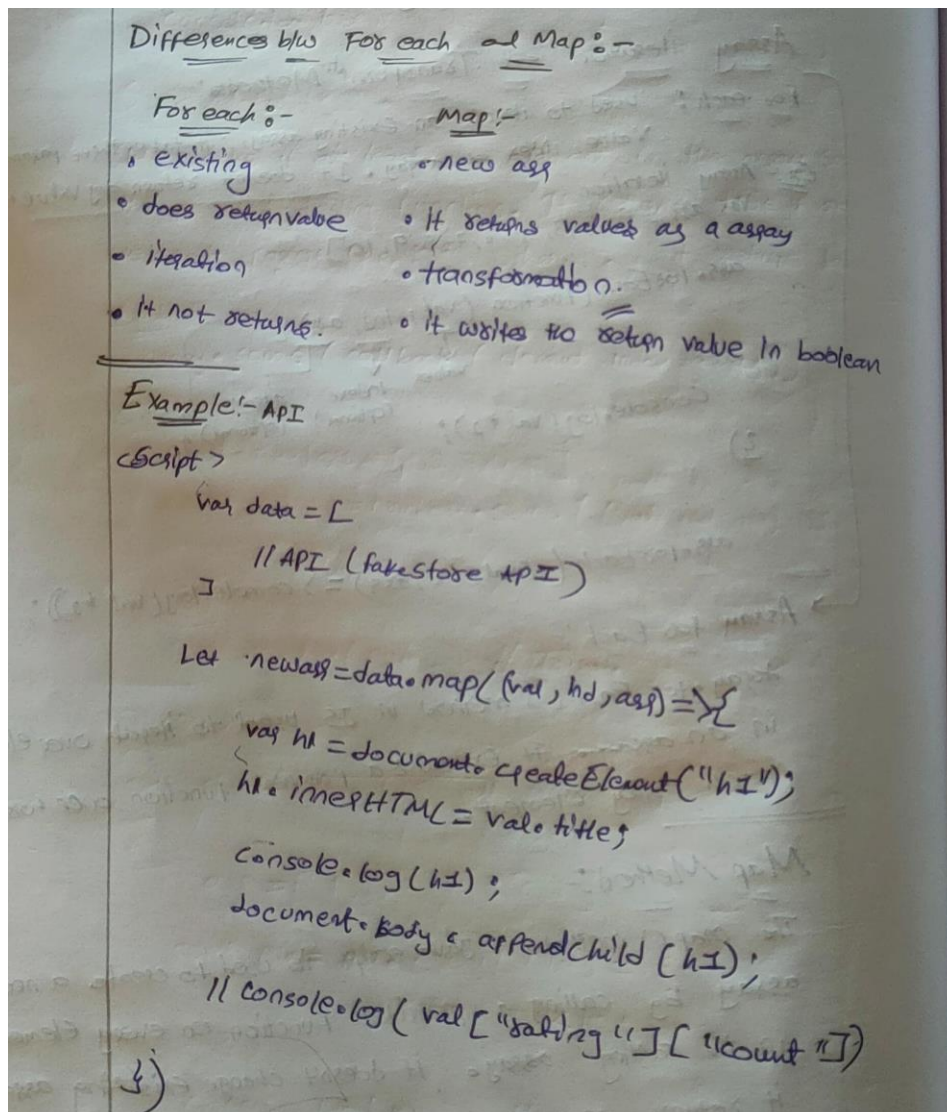 Differences b/w For each and Map :-
For each :-
Map :-
• existing
• new arr
• does return value
• it returns values as a array
• iteration
• transformation.
• it not returns.
• it writes to return value in boolean
Example :- API
<Script>
var data = [
// API (fakestore API)
]
Let newarr = data.map( (val, ind, arr) => {
var h1 = document.createElement("h1");
h1.innerHTML = val.title;
console.log(h1);
document.Body.appendchild (h1);
// console.log( val ["rating"] ["count"])
})